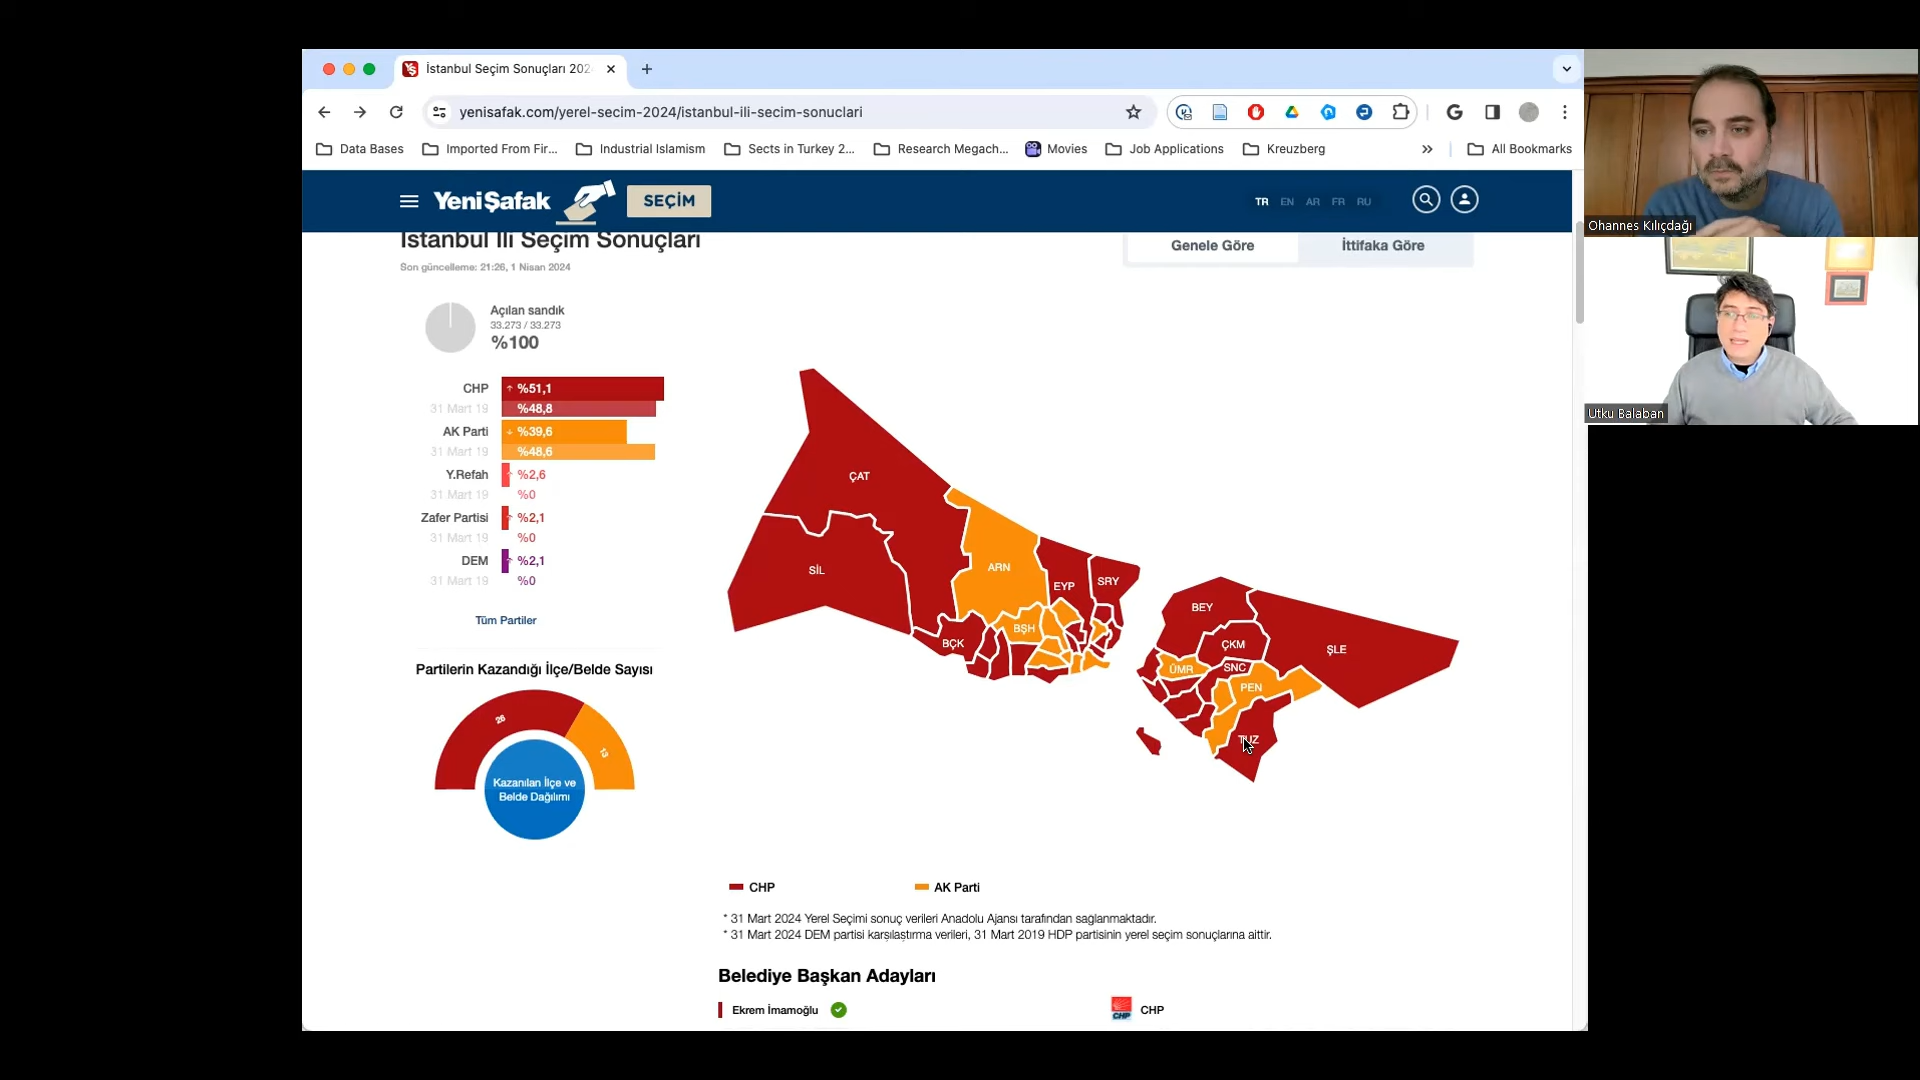 İstanbul Seçim Sonuçları 202
yenisafak.com/yerel-secim-2024/istanbul-ili-secim-sonuclari
Data Bases
Imported From Fir...
Industrial Islamism
Sects in Turkey 2...
Research Megach...
Movies
Job Applications
Kreuzberg
»
All Bookmarks
YeniŞafak
SEÇİM
TR EN AR FR RU
İstanbul İli Seçim Sonuçları
Son güncelleme: 21:26, 1 Nisan 2024
Genele Göre
İttifaka Göre
Açılan sandık
33.273 / 33.273
%100
CHP %51,1
31 Mart 19 %48,8
AK Parti %39,6
31 Mart 19 %48,6
Y.Refah %2,6
31 Mart 19 %0
Zafer Partisi %2,1
31 Mart 19 %0
DEM %2,1
31 Mart 19 %0
Tüm Partiler
Partilerin Kazandığı İlçe/Belde Sayısı
26
13
Kazanılan İlçe ve
Belde Dağılımı
ÇAT
SİL
ARN
EYP
SRY
BŞH
BÇK
BEY
ÇKM
ŞLE
ÜMR
SNC
PEN
TUZ
CHP
AK Parti
* 31 Mart 2024 Yerel Seçimi sonuç verileri Anadolu Ajansı tarafından sağlanmaktadır.
* 31 Mart 2024 DEM partisi karşılaştırma verileri, 31 Mart 2019 HDP partisinin yerel seçim sonuçlarına aittir.
Belediye Başkan Adayları
Ekrem İmamoğlu
CHP
CHP
Ohannes Kılıçdağı
Utku Balaban